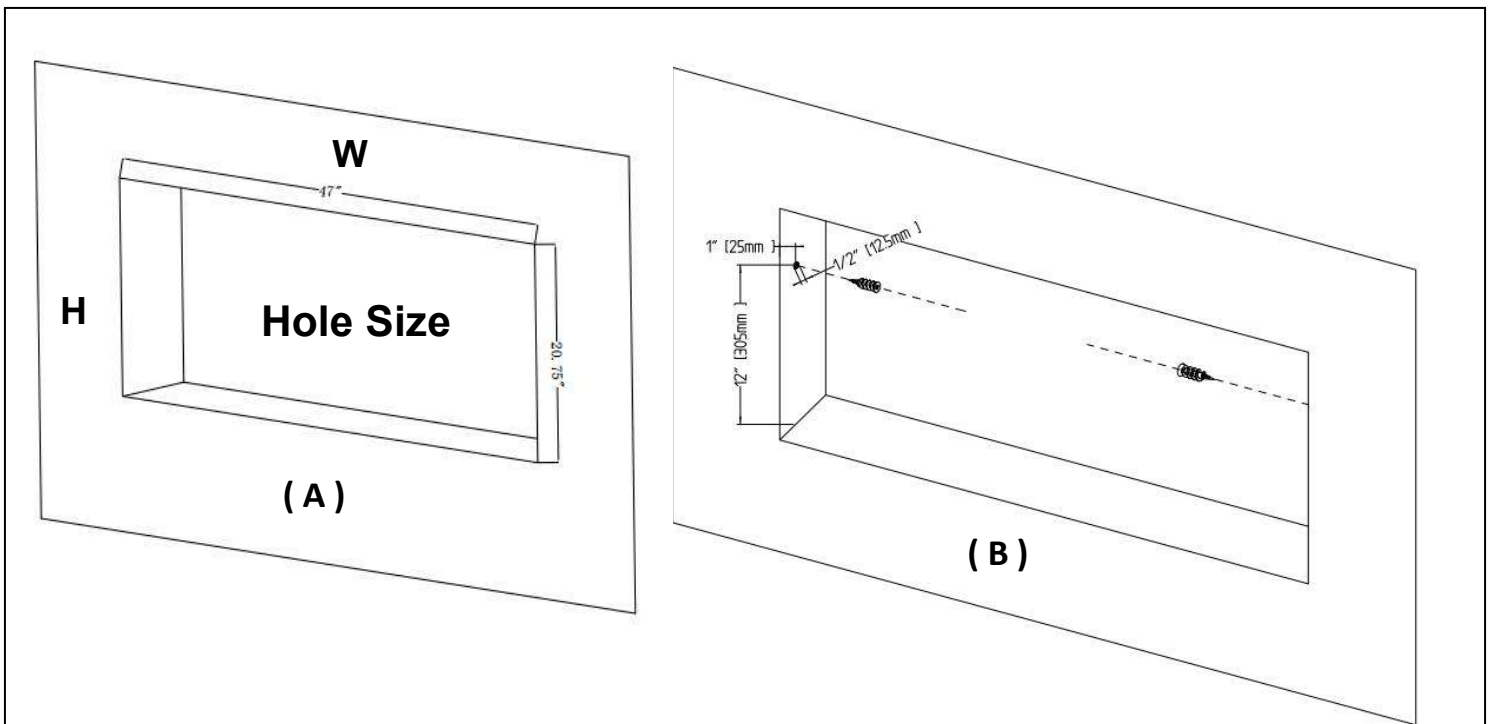 W
47"
H
Hole Size
20.75"
( A )
1" [25mm ]
1/2" [12.5mm ]
12" [305mm ]
( B )